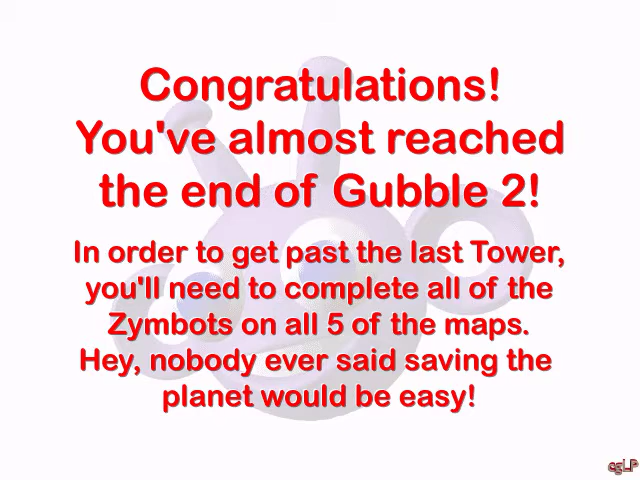 Congratulations!
You've almost reached
the end of Gubble 2!
In order to get past the last Tower,
you'll need to complete all of the
Zymbots on all 5 of the maps.
Hey, nobody ever said saving the
planet would be easy!
cgLP